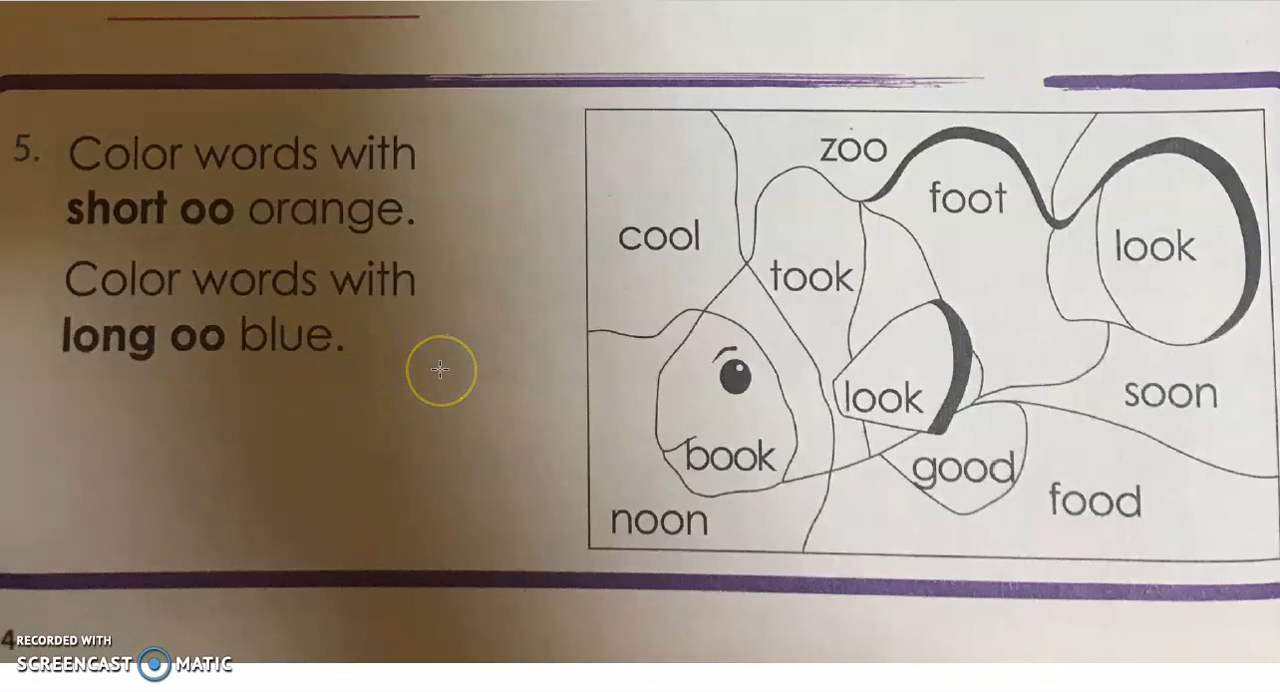 5. Color words with
short oo orange.
Color words with
long oo blue.
zoo
foot
look
cool
took
look
soon
book
good
food
noon
4
RECORDED WITH
SCREENCAST MATIC